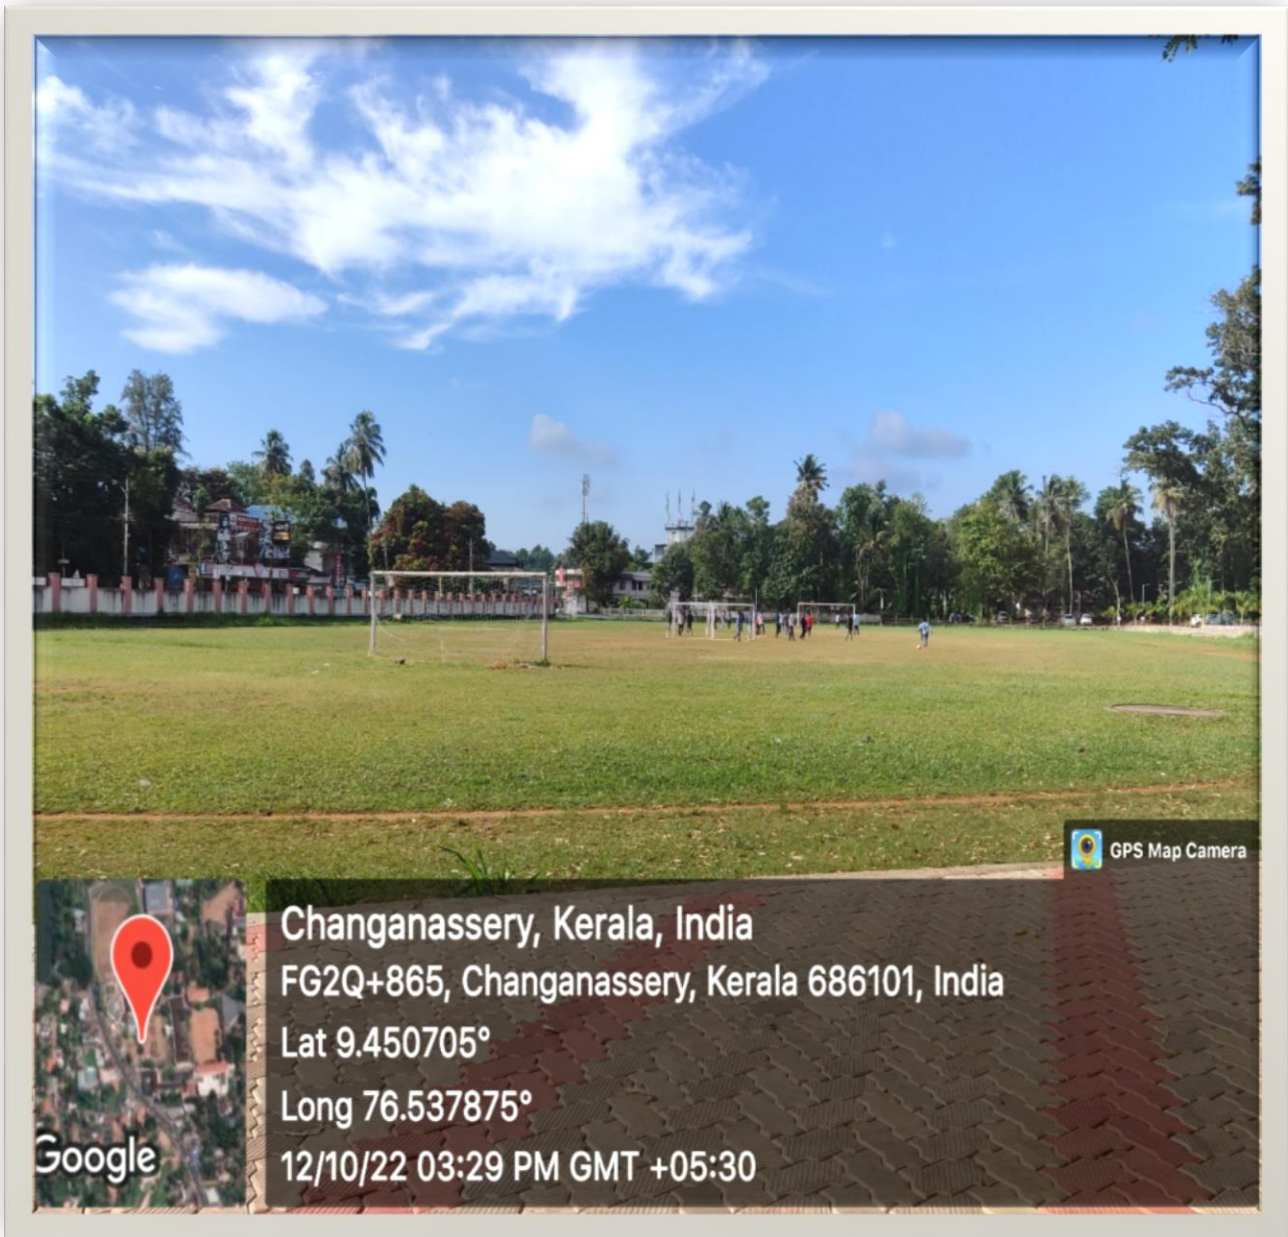 GPS Map Camera
Changanassery, Kerala, India
FG2Q+865, Changanassery, Kerala 686101, India
Lat 9.450705°
Long 76.537875°
12/10/22 03:29 PM GMT +05:30
Google